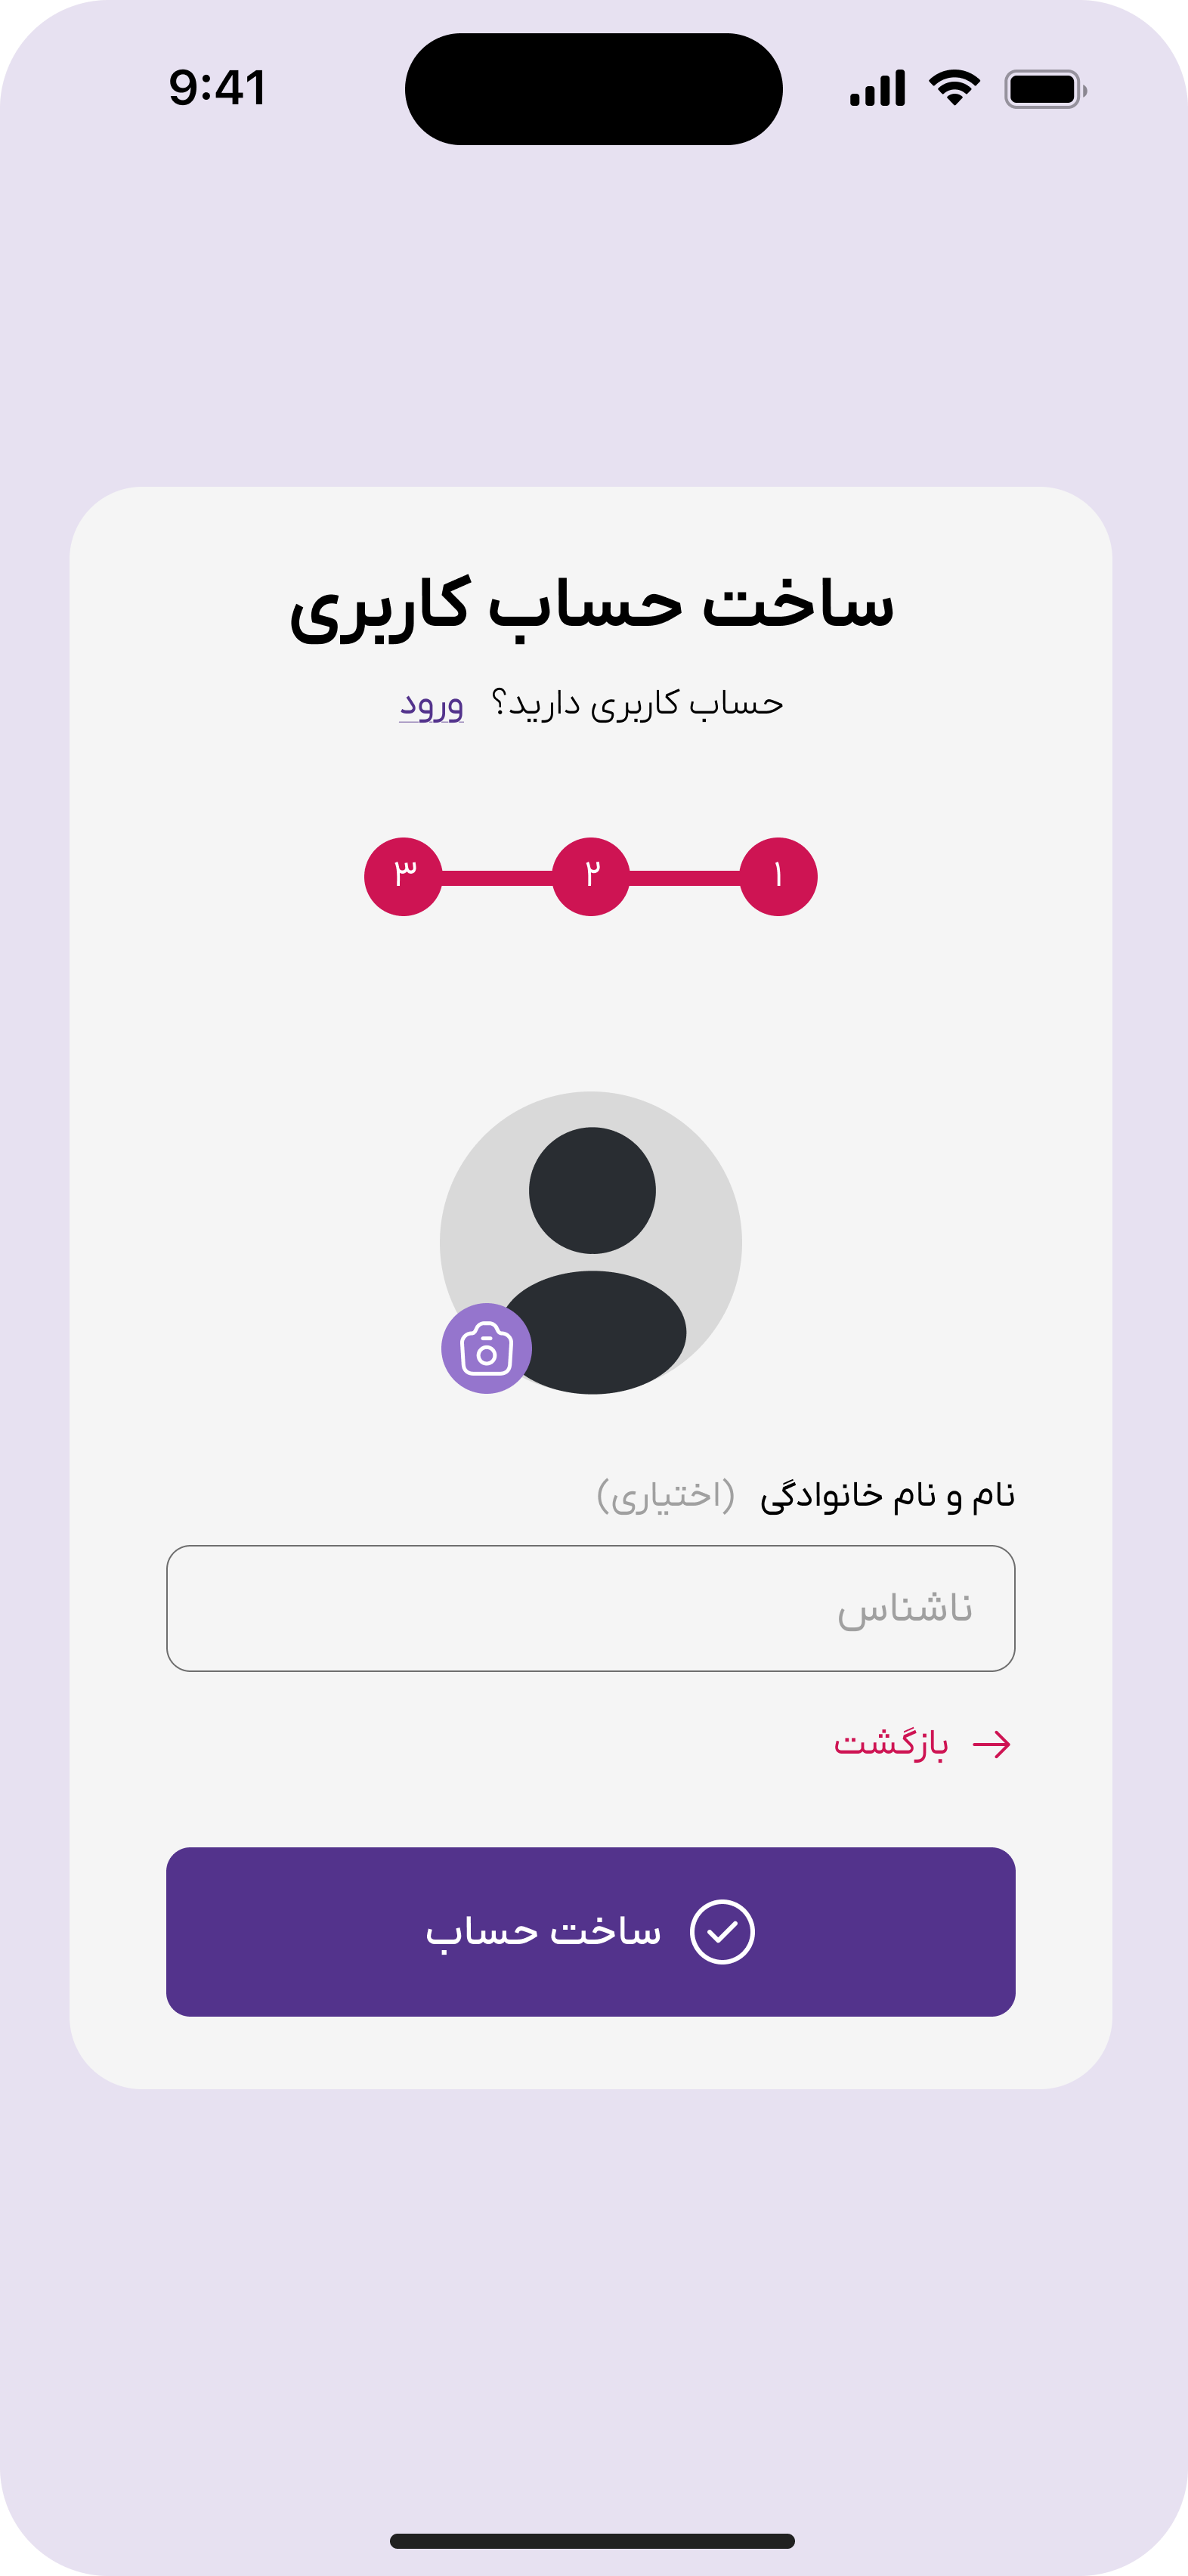 9:41
ساخت حساب کاربری
حساب کاربری دارید؟ ورود
۱ ۲ ۳
نام و نام خانوادگی (اختیاری)
ناشناس
بازگشت
ساخت حساب